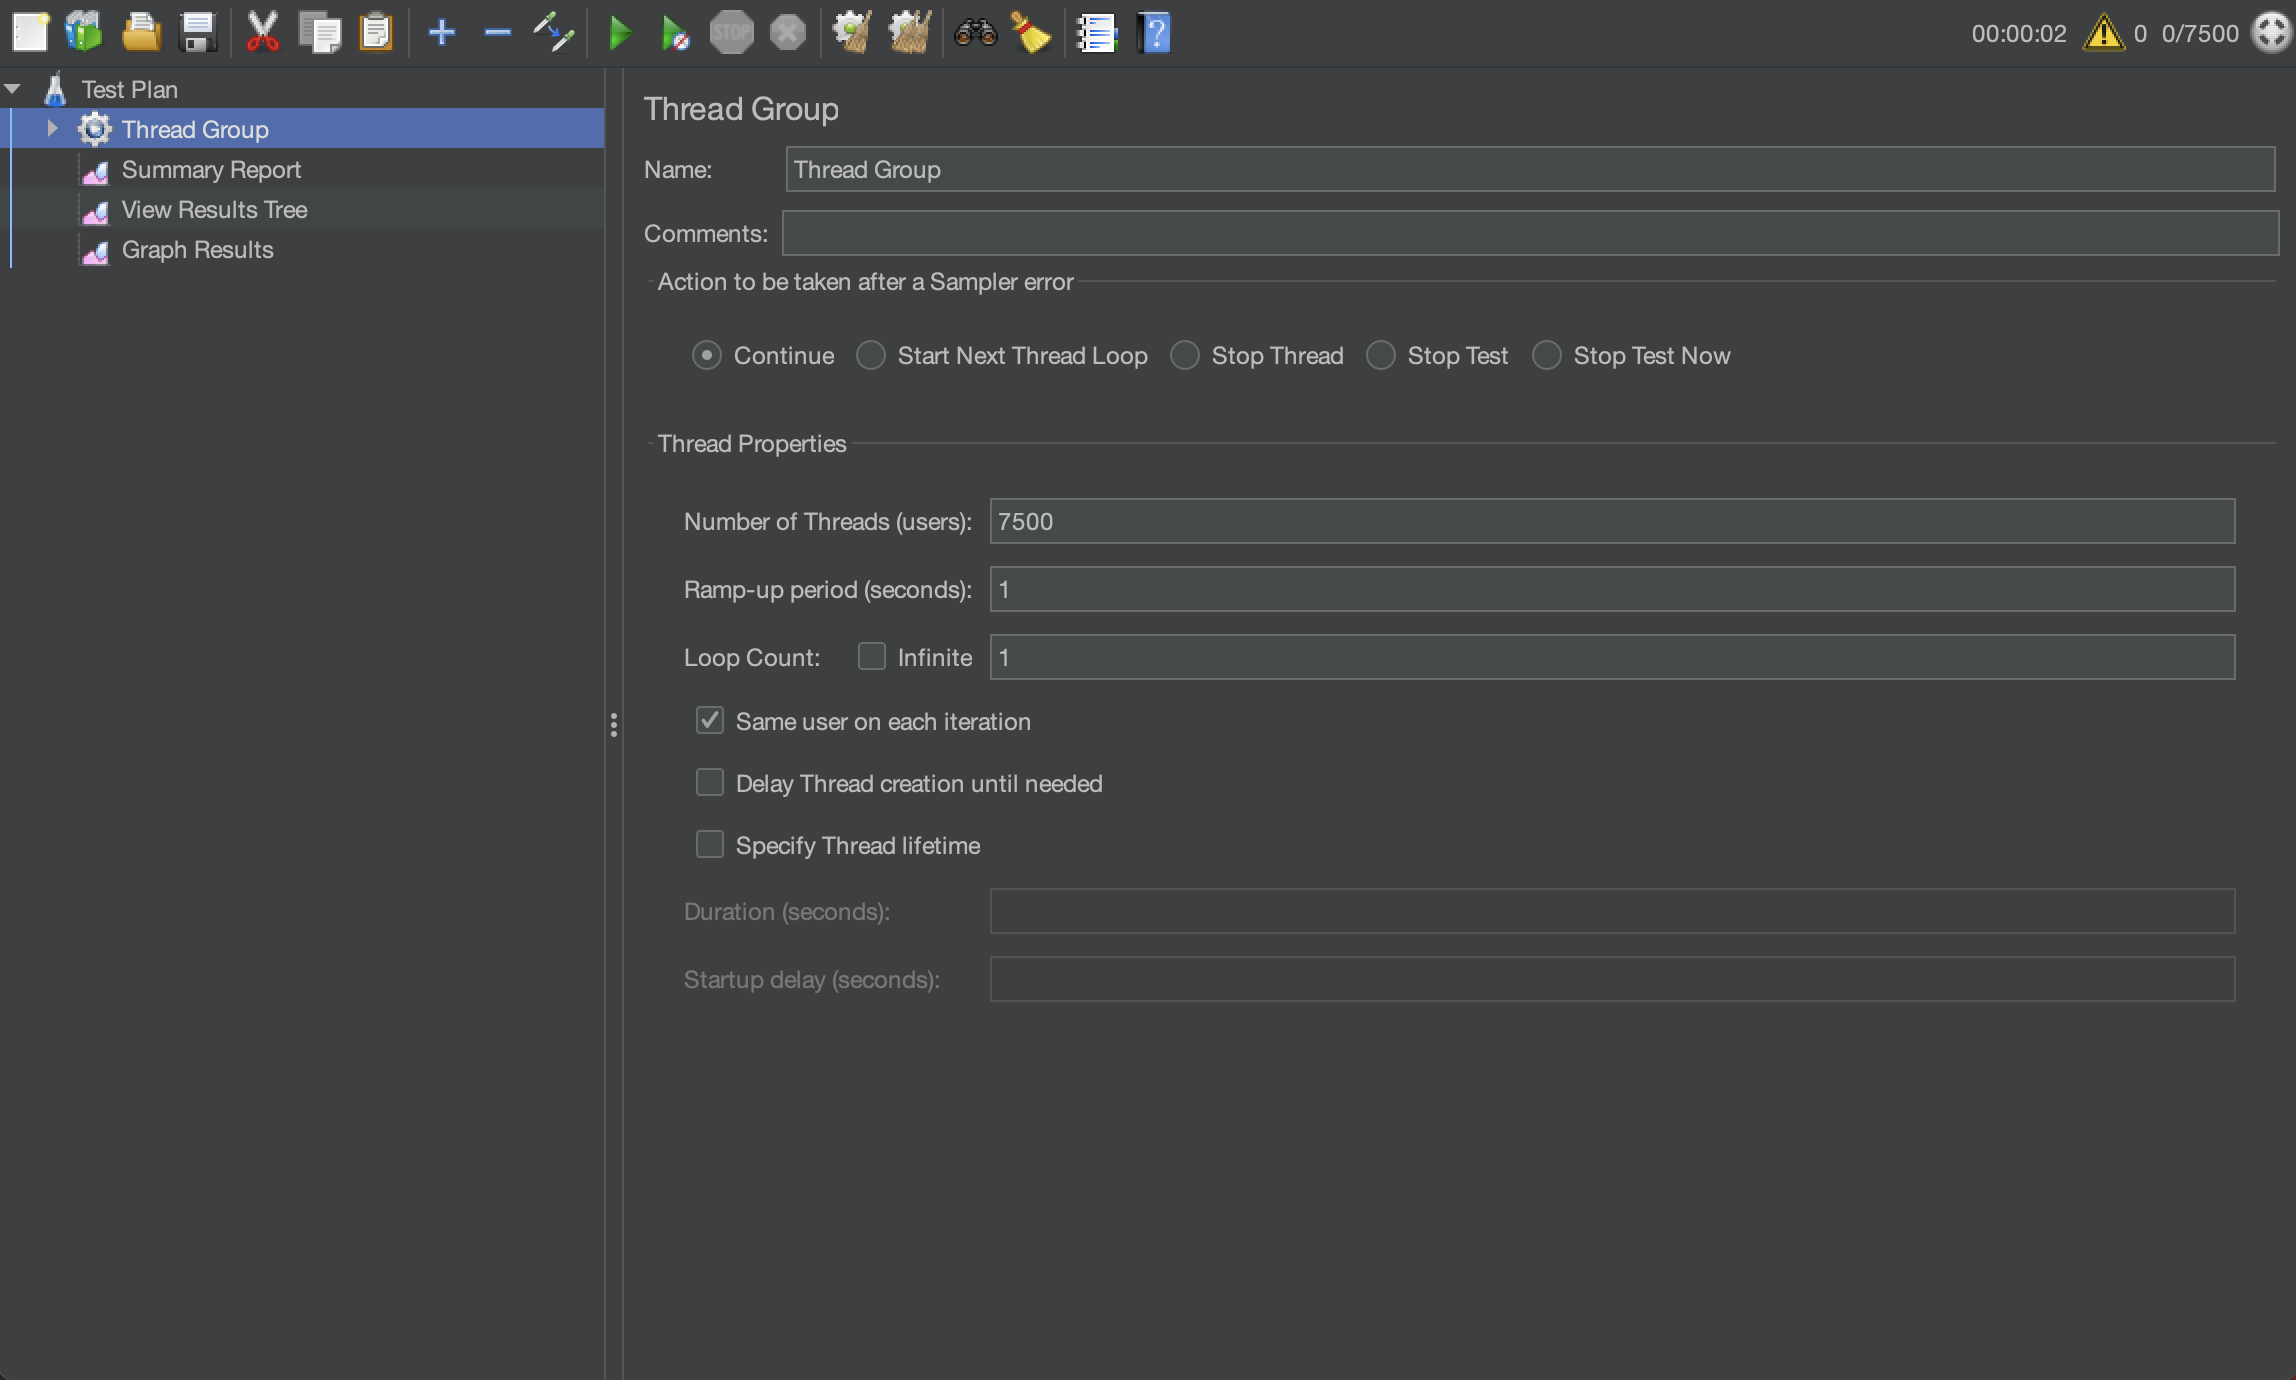 STOP
?
00:00:02 0 0/7500
Test Plan
Thread Group
Summary Report
View Results Tree
Graph Results
Thread Group
Name: Thread Group
Comments:
Action to be taken after a Sampler error
Continue Start Next Thread Loop Stop Thread Stop Test Stop Test Now
Thread Properties
Number of Threads (users): 7500
Ramp-up period (seconds): 1
Loop Count: Infinite 1
Same user on each iteration
Delay Thread creation until needed
Specify Thread lifetime
Duration (seconds):
Startup delay (seconds):